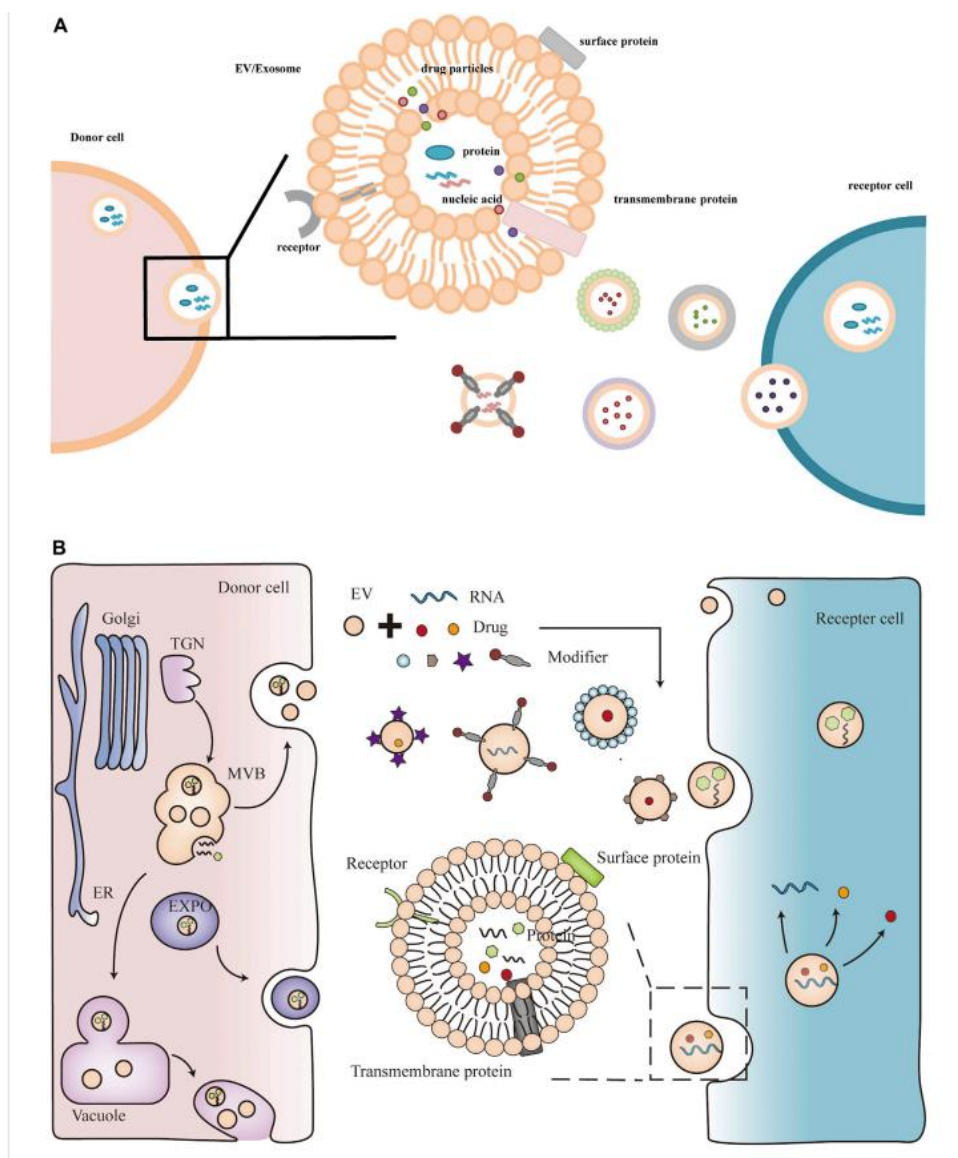 A
surface protein
EV/Exosome
drug particles
Donor cell
protein
receptor cell
nucleic acid
transmembrane protein
receptor
B
Donor cell
EV
RNA
Recepter cell
Golgi
TGN
Drug
Modifier
MVB
Receptor
Surface protein
ER
EXPO
Protein
Transmembrane protein
Vacuole